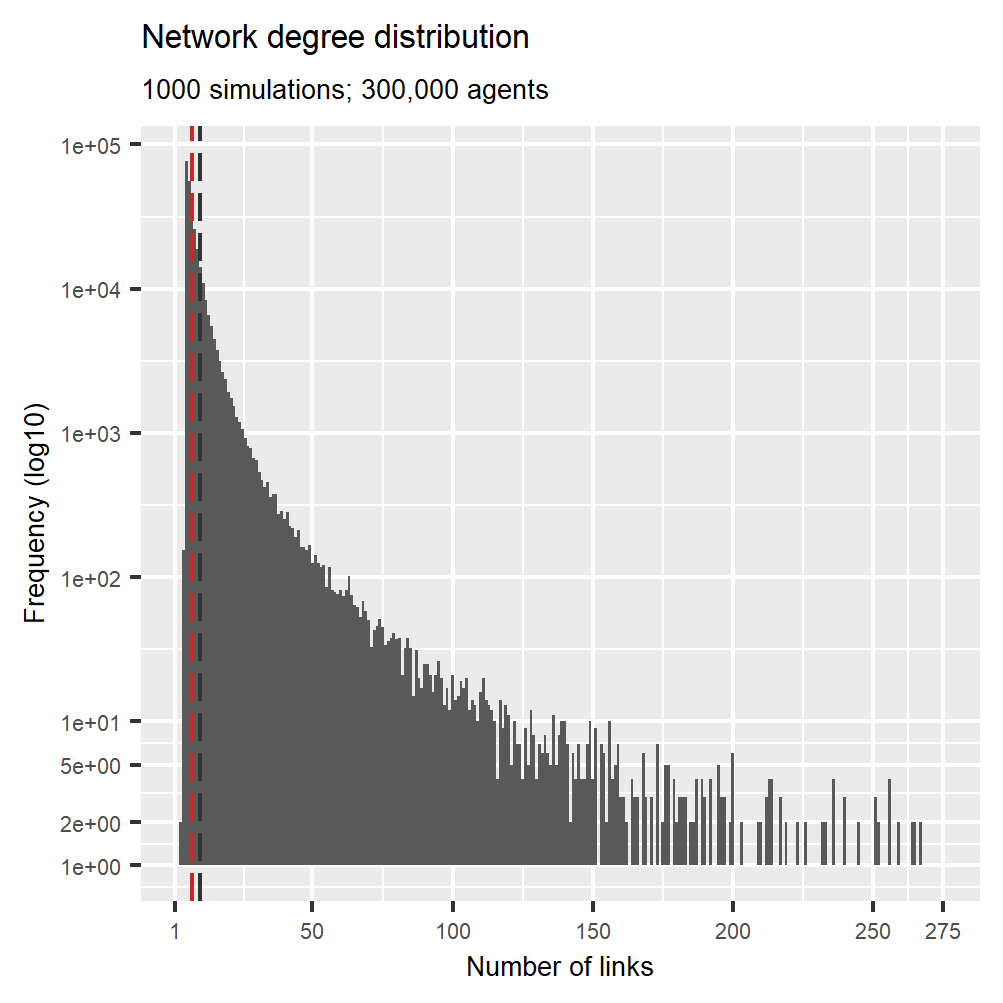 Network degree distribution
1000 simulations; 300,000 agents
Frequency (log10)
1e+05
1e+04
1e+03
1e+02
1e+01
5e+00
2e+00
1e+00
1 50 100 150 200 250 275
Number of links